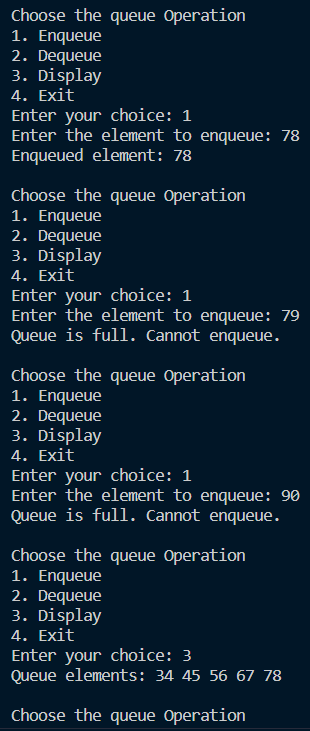 Choose the queue Operation
1. Enqueue
2. Dequeue
3. Display
4. Exit
Enter your choice: 1
Enter the element to enqueue: 78
Enqueued element: 78
Choose the queue Operation
1. Enqueue
2. Dequeue
3. Display
4. Exit
Enter your choice: 1
Enter the element to enqueue: 79
Queue is full. Cannot enqueue.
Choose the queue Operation
1. Enqueue
2. Dequeue
3. Display
4. Exit
Enter your choice: 1
Enter the element to enqueue: 90
Queue is full. Cannot enqueue.
Choose the queue Operation
1. Enqueue
2. Dequeue
3. Display
4. Exit
Enter your choice: 3
Queue elements: 34 45 56 67 78
Choose the queue Operation